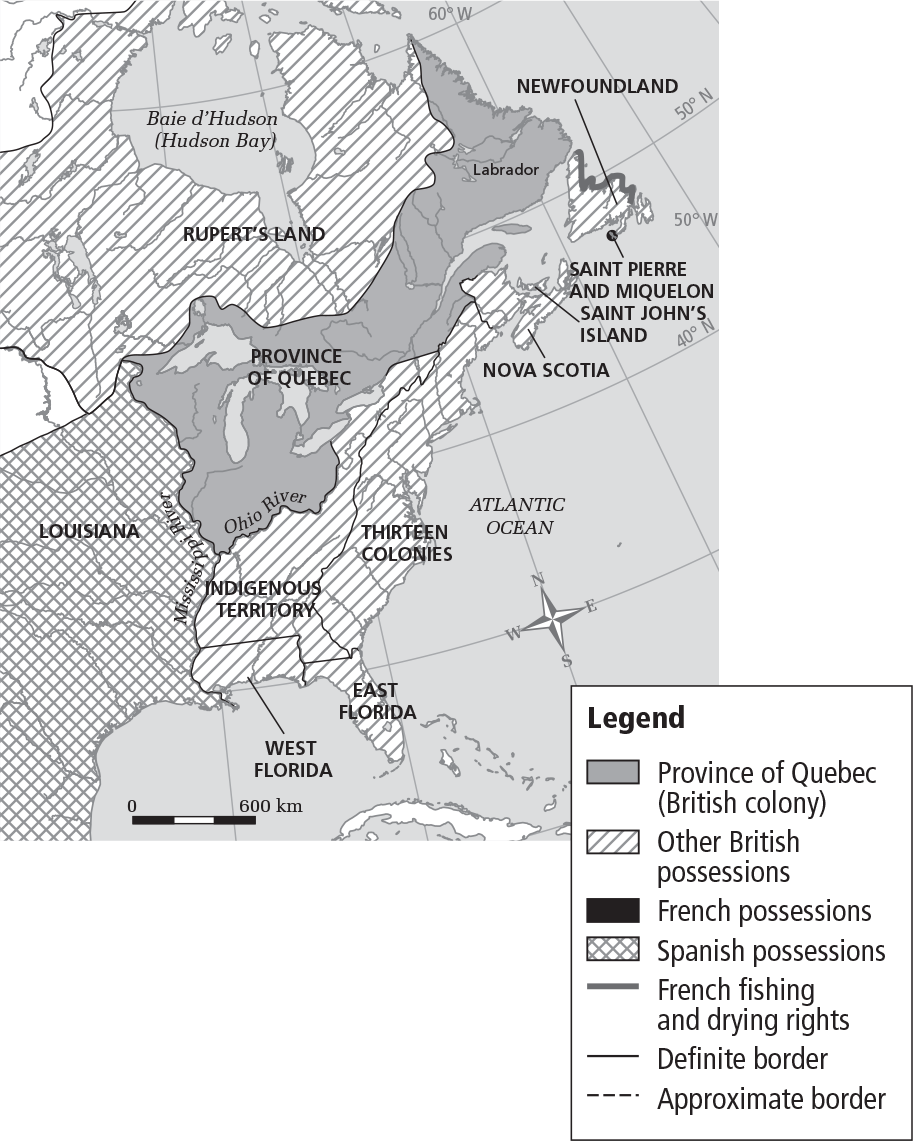 60° W
NEWFOUNDLAND
50° N
Baie d’Hudson
(Hudson Bay)
Labrador
50° W
RUPERT’S LAND
SAINT PIERRE
AND MIQUELON
SAINT JOHN’S
ISLAND
40° N
PROVINCE
OF QUEBEC
NOVA SCOTIA
Ohio River
Mississippi River
ATLANTIC
OCEAN
LOUISIANA
THIRTEEN
COLONIES
INDIGENOUS
TERRITORY
N
E
W
S
EAST
FLORIDA
WEST
FLORIDA
0 600 km
Legend
Province of Quebec
(British colony)
Other British
possessions
French possessions
Spanish possessions
French fishing
and drying rights
Definite border
Approximate border